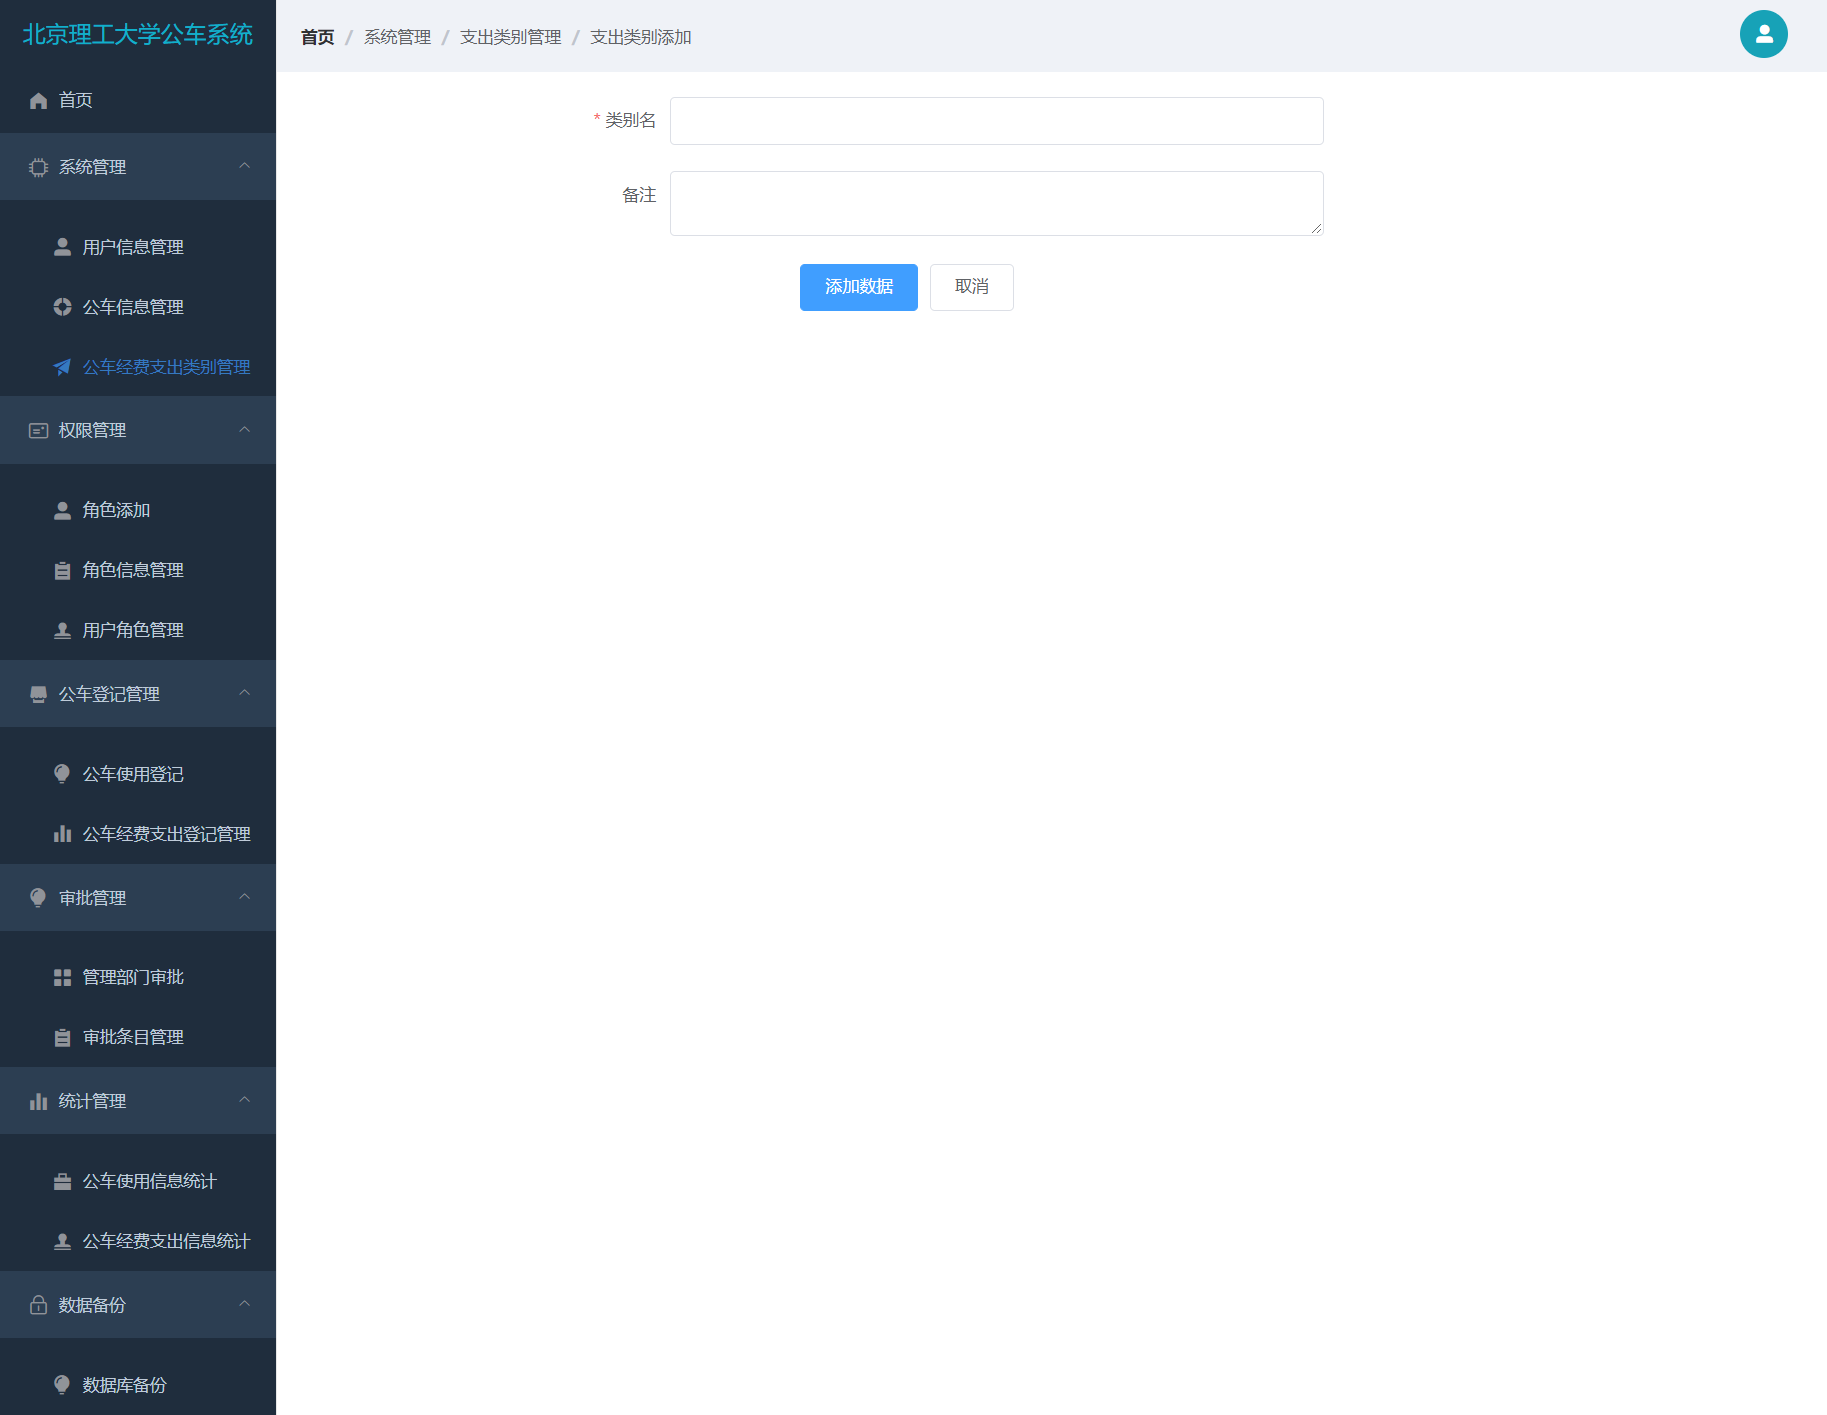 北京理工大学公车系统
首页
系统管理
用户信息管理
公车信息管理
公车经费支出类别管理
权限管理
角色添加
角色信息管理
用户角色管理
公车登记管理
公车使用登记
公车经费支出登记管理
审批管理
管理部门审批
审批条目管理
统计管理
公车使用信息统计
公车经费支出信息统计
数据备份
数据库备份
首页 / 系统管理 / 支出类别管理 / 支出类别添加
* 类别名
备注
添加数据 取消